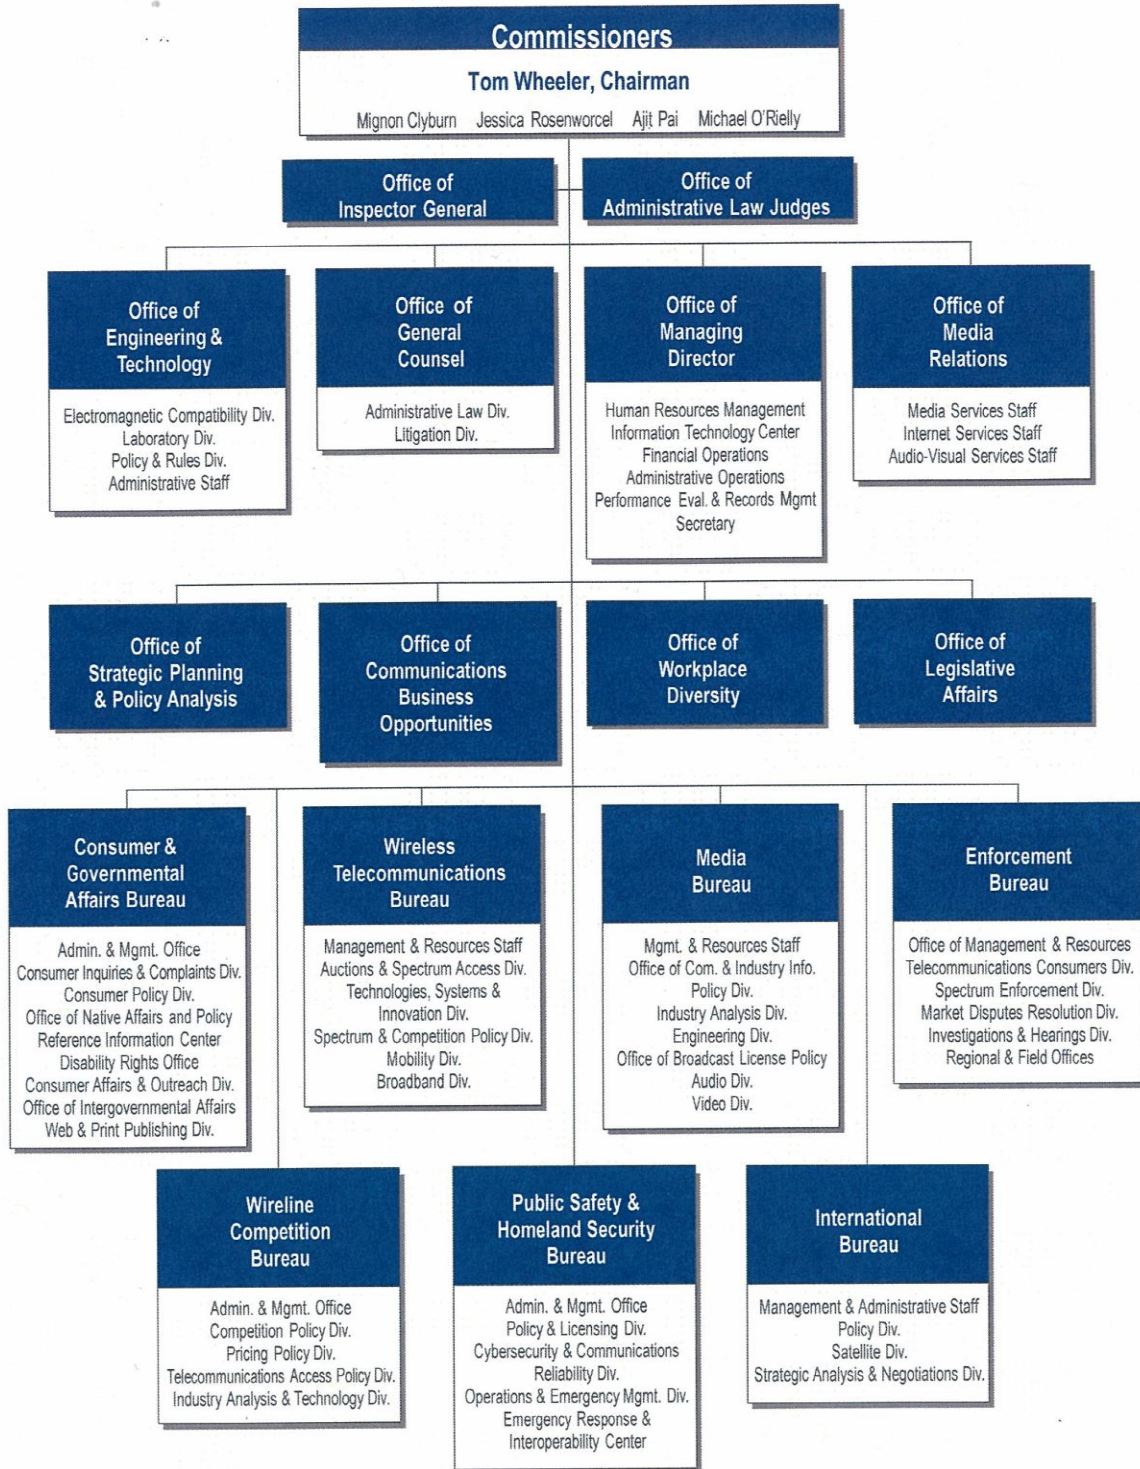 Commissioners
Tom Wheeler, Chairman
Mignon Clyburn Jessica Rosenworcel Ajit Pai Michael O'Rielly
Office of
Inspector General
Office of
Administrative Law Judges
Office of
Engineering &
Technology
Electromagnetic Compatibility Div.
Laboratory Div.
Policy & Rules Div.
Administrative Staff
Office of
General
Counsel
Administrative Law Div.
Litigation Div.
Office of
Managing
Director
Human Resources Management
Information Technology Center
Financial Operations
Administrative Operations
Performance Eval. & Records Mgmt
Secretary
Office of
Media
Relations
Media Services Staff
Internet Services Staff
Audio-Visual Services Staff
Office of
Strategic Planning
& Policy Analysis
Office of
Communications
Business
Opportunities
Office of
Workplace
Diversity
Office of
Legislative
Affairs
Consumer &
Governmental
Affairs Bureau
Admin. & Mgmt. Office
Consumer Inquiries & Complaints Div.
Consumer Policy Div.
Office of Native Affairs and Policy
Reference Information Center
Disability Rights Office
Consumer Affairs & Outreach Div.
Office of Intergovernmental Affairs
Web & Print Publishing Div.
Wireless
Telecommunications
Bureau
Management & Resources Staff
Auctions & Spectrum Access Div.
Technologies, Systems &
Innovation Div.
Spectrum & Competition Policy Div.
Mobility Div.
Broadband Div.
Media
Bureau
Mgmt. & Resources Staff
Office of Com. & Industry Info.
Policy Div.
Industry Analysis Div.
Engineering Div.
Office of Broadcast License Policy
Audio Div.
Video Div.
Enforcement
Bureau
Office of Management & Resources
Telecommunications Consumers Div.
Spectrum Enforcement Div.
Market Disputes Resolution Div.
Investigations & Hearings Div.
Regional & Field Offices
Wireline
Competition
Bureau
Admin. & Mgmt. Office
Competition Policy Div.
Pricing Policy Div.
Telecommunications Access Policy Div.
Industry Analysis & Technology Div.
Public Safety &
Homeland Security
Bureau
Admin. & Mgmt. Office
Policy & Licensing Div.
Cybersecurity & Communications
Reliability Div.
Operations & Emergency Mgmt. Div.
Emergency Response &
Interoperability Center
International
Bureau
Management & Administrative Staff
Policy Div.
Satellite Div.
Strategic Analysis & Negotiations Div.